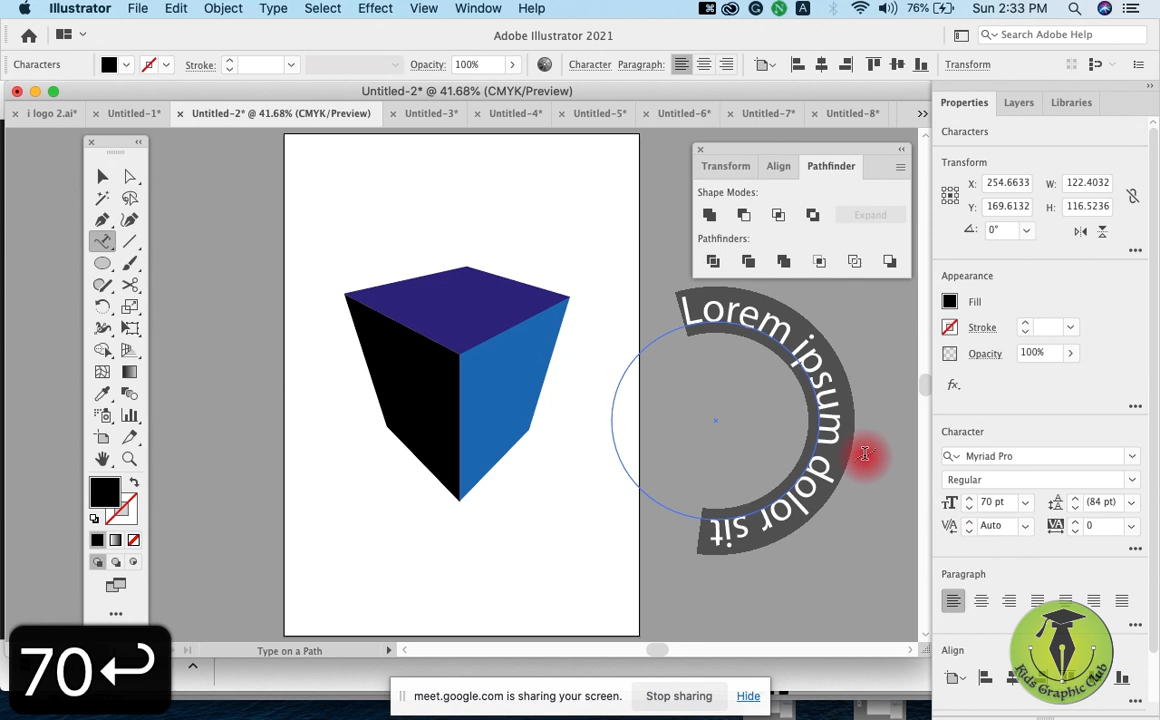 Illustrator File Edit Object Type Select Effect View Window Help 76% Sun 2:33 PM
Adobe Illustrator 2021
Search Adobe Help
Characters Stroke: Opacity: 100% Character Paragraph: Transform
Untitled-2* @ 41.68% (CMYK/Preview)
i logo 2.ai* Untitled-1* Untitled-2* @ 41.68% (CMYK/Preview) Untitled-3* Untitled-4* Untitled-5* Untitled-6* Untitled-7* Untitled-8*
Transform Align Pathfinder
Shape Modes:
Expand
Pathfinders:
Lorem ipsum dolor sit
Properties Layers Libraries
Characters
Transform
X: 254.6633 W: 122.4032
Y: 169.6132 H: 116.5236
0°
Appearance
Fill
Stroke
Opacity 100%
fx.
Character
Myriad Pro
Regular
70 pt (84 pt)
Auto 0
Paragraph
Align
Kids Graphic Club
70
Type on a Path
meet.google.com is sharing your screen. Stop sharing Hide